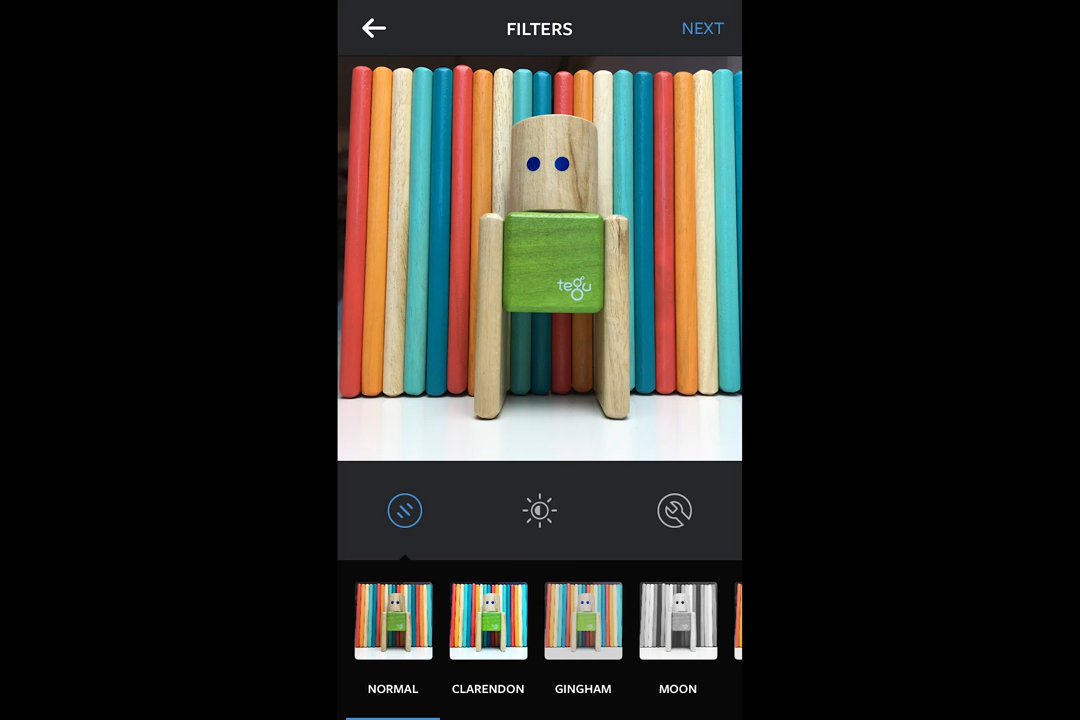 FILTERS
NEXT
tegu
NORMAL
CLARENDON
GINGHAM
MOON